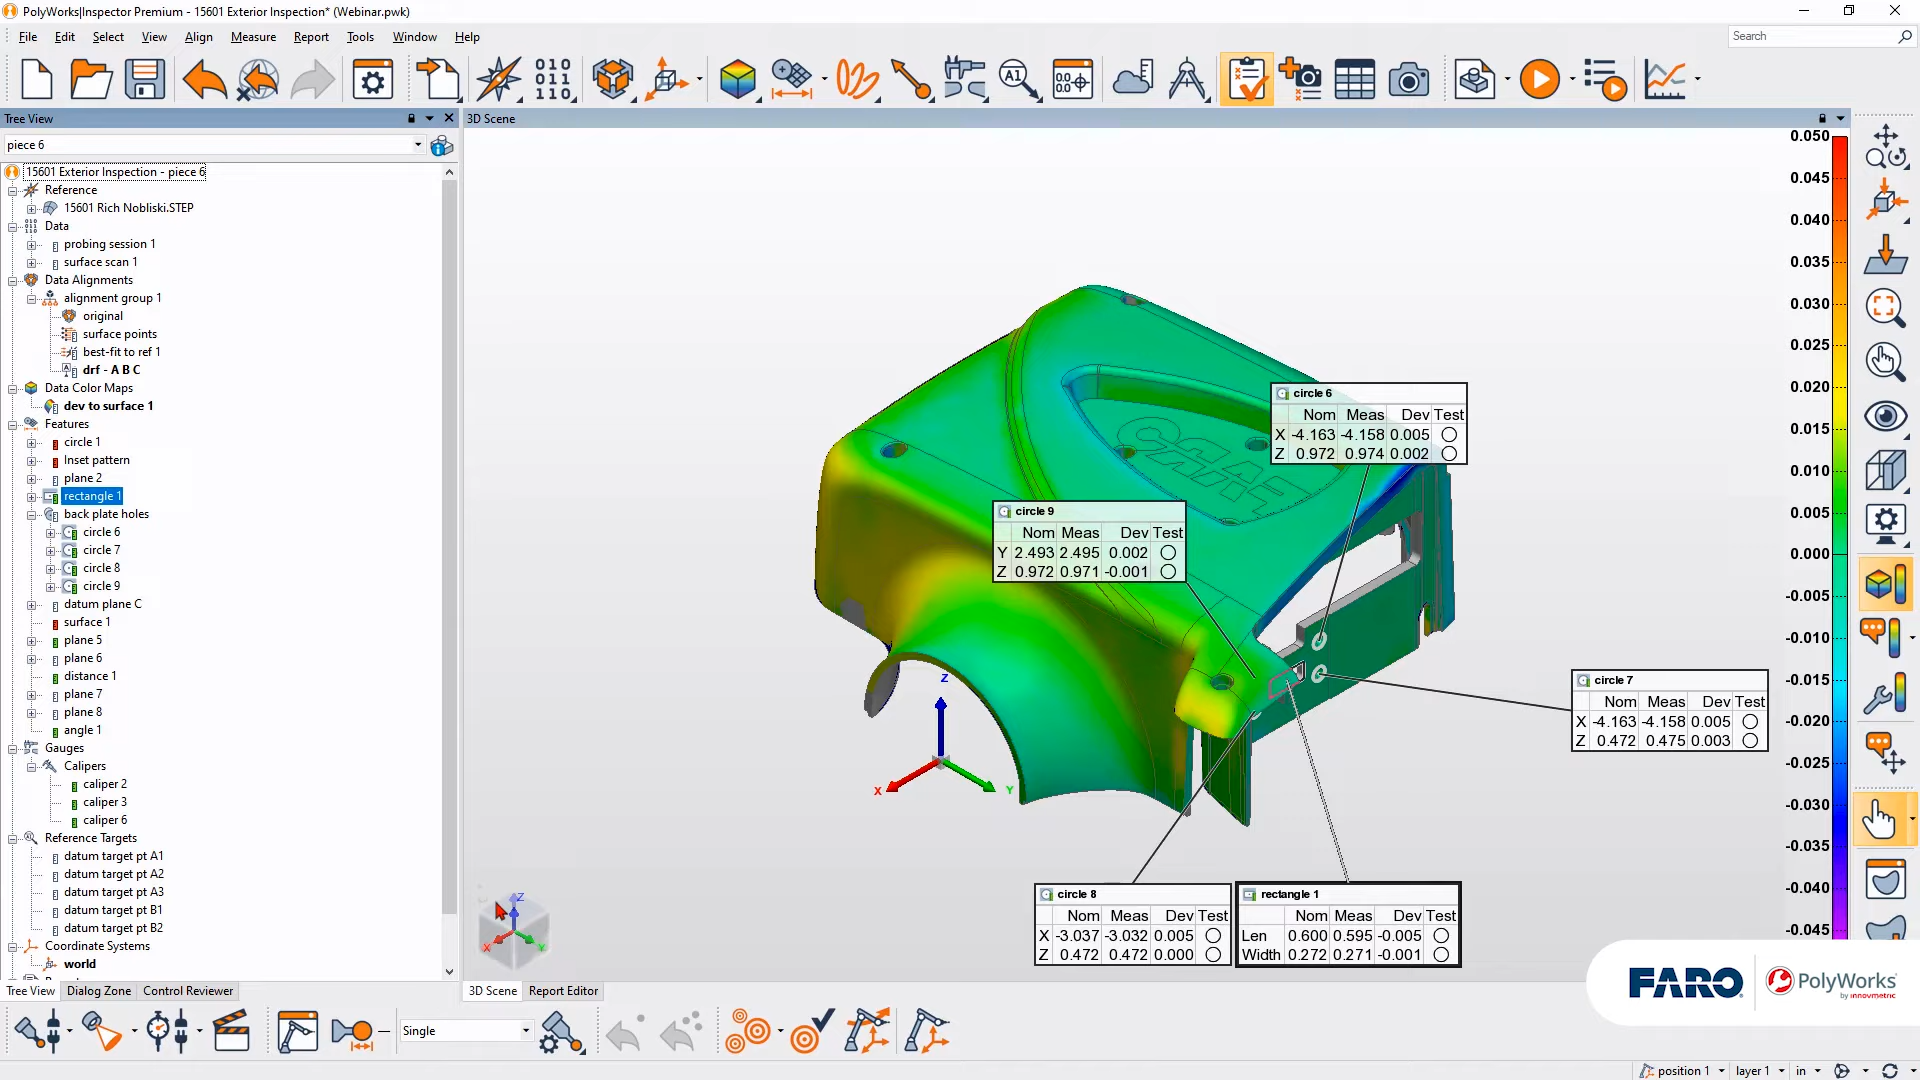 PolyWorks|Inspector Premium - 15601 Exterior Inspection* (Webinar.pwk)
File Edit Select View Align Measure Report Tools Window Help
Search
Tree View
3D Scene
piece 6
15601 Exterior Inspection - piece 6
Reference
15601 Rich Nobliski.STEP
Data
probing session 1
surface scan 1
Data Alignments
alignment group 1
original
surface points
best-fit to ref 1
drf - A B C
Data Color Maps
dev to surface 1
Features
circle 1
Inset pattern
plane 2
rectangle 1
back plate holes
circle 6
circle 7
circle 8
circle 9
datum plane C
surface 1
plane 5
plane 6
distance 1
plane 7
plane 8
angle 1
Gauges
Calipers
caliper 2
caliper 3
caliper 6
Reference Targets
datum target pt A1
datum target pt A2
datum target pt A3
datum target pt B1
datum target pt B2
Coordinate Systems
world
Tree View Dialog Zone Control Reviewer
circle 6
Nom Meas Dev Test
X -4.163 -4.158 0.005
Z 0.972 0.974 0.002
circle 9
Nom Meas Dev Test
Y 2.493 2.495 0.002
Z 0.972 0.971 -0.001
circle 7
Nom Meas Dev Test
X -4.163 -4.158 0.005
Z 0.472 0.475 0.003
circle 8
Nom Meas Dev Test
X -3.037 -3.032 0.005
Z 0.472 0.472 0.000
rectangle 1
Nom Meas Dev Test
Len 0.600 0.595 -0.005
Width 0.272 0.271 -0.001
Z
X
Y
Z
X
Y
0.050
0.045
0.040
0.035
0.030
0.025
0.020
0.015
0.010
0.005
0.000
-0.005
-0.010
-0.015
-0.020
-0.025
-0.030
-0.035
-0.040
-0.045
3D Scene Report Editor
FARO PolyWorks
by innovmetric
Single
position 1 layer 1 in